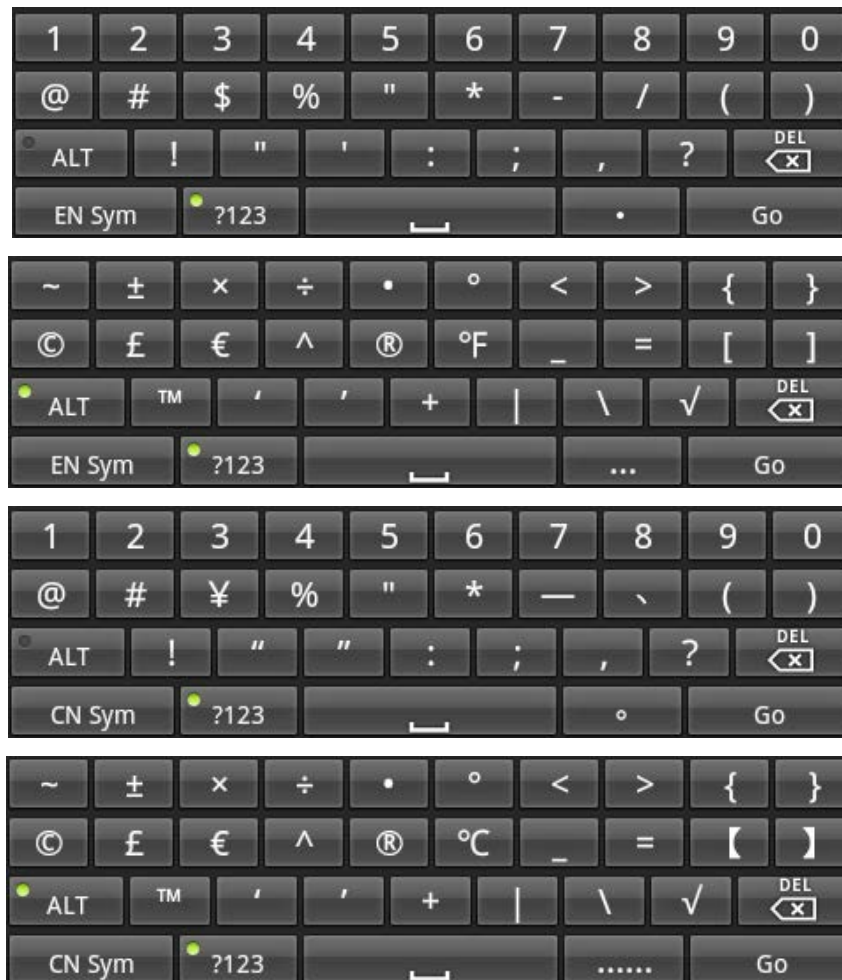 1 2 3 4 5 6 7 8 9 0
@ # $ % " * - / ( )
ALT ! " ' : ; , ? DEL
EN Sym ?123 . Go
~ ± × ÷ • ° < > { }
© £ € ^ ® °F _ = [ ]
ALT ™ ‘ ’ + | \ √ DEL
EN Sym ?123 ... Go
1 2 3 4 5 6 7 8 9 0
@ # ¥ % " * — 、 ( )
ALT ! “ ” : ; , ? DEL
CN Sym ?123 。 Go
~ ± × ÷ • ° < > { }
© £ € ^ ® ℃ _ = 【 】
ALT ™ ‘ ’ + | \ √ DEL
CN Sym ?123 ...... Go